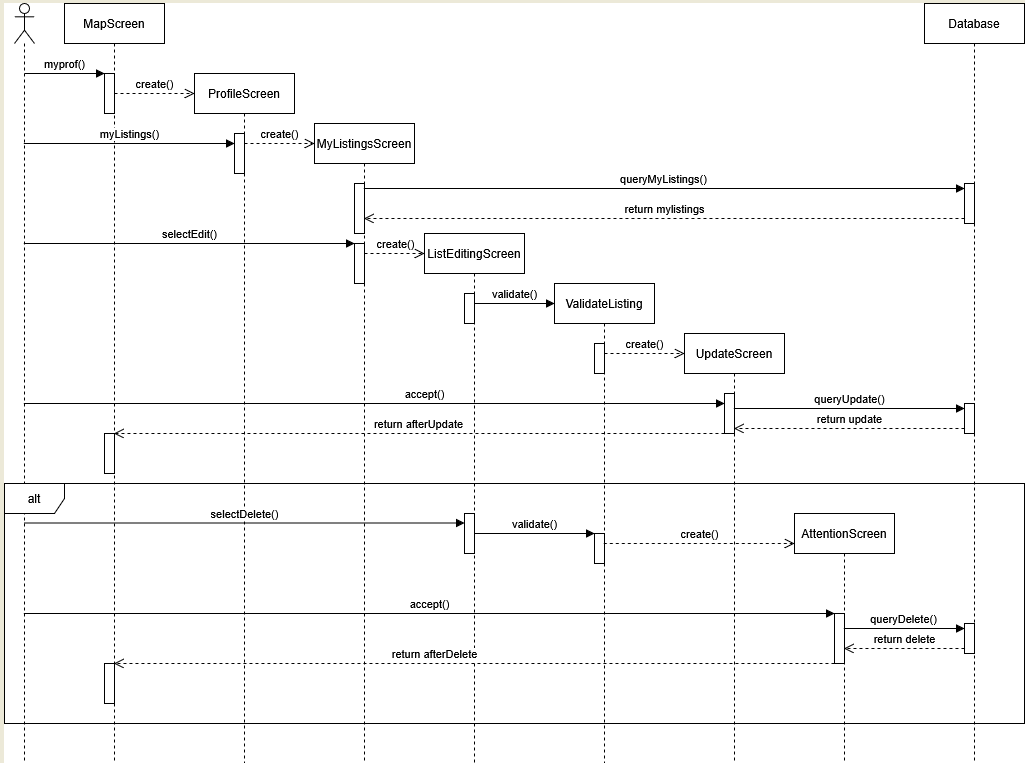 MapScreen
Database
myprof()
create()
ProfileScreen
myListings()
create()
MyListingsScreen
queryMyListings()
return mylistings
selectEdit()
create()
ListEditingScreen
validate()
ValidateListing
create()
UpdateScreen
accept()
queryUpdate()
return update
return afterUpdate
alt
selectDelete()
validate()
create()
AttentionScreen
accept()
queryDelete()
return delete
return afterDelete